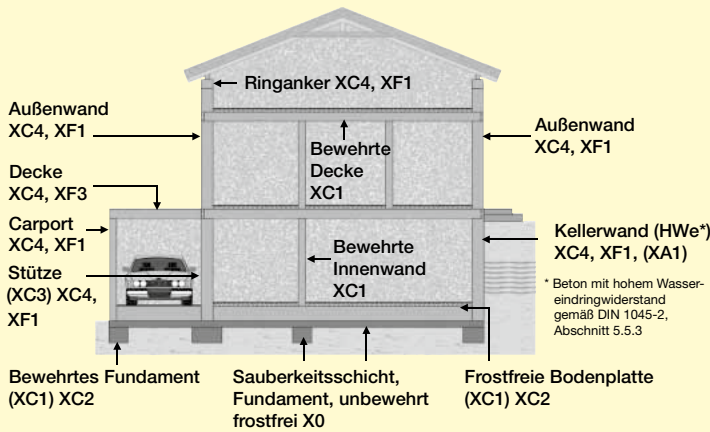 Ringanker XC4, XF1
Außenwand
XC4, XF1
Bewehrte
Decke
XC1
Außenwand
XC4, XF1
Decke
XC4, XF3
Carport
XC4, XF1
Stütze
(XC3) XC4,
XF1
Bewehrte
Innenwand
XC1
Kellerwand (HWe*)
XC4, XF1, (XA1)
* Beton mit hohem Wasser-
eindringwiderstand
gemäß DIN 1045-2,
Abschnitt 5.5.3
Bewehrtes Fundament
(XC1) XC2
Sauberkeitsschicht,
Fundament, unbewehrt
frostfrei X0
Frostfreie Bodenplatte
(XC1) XC2